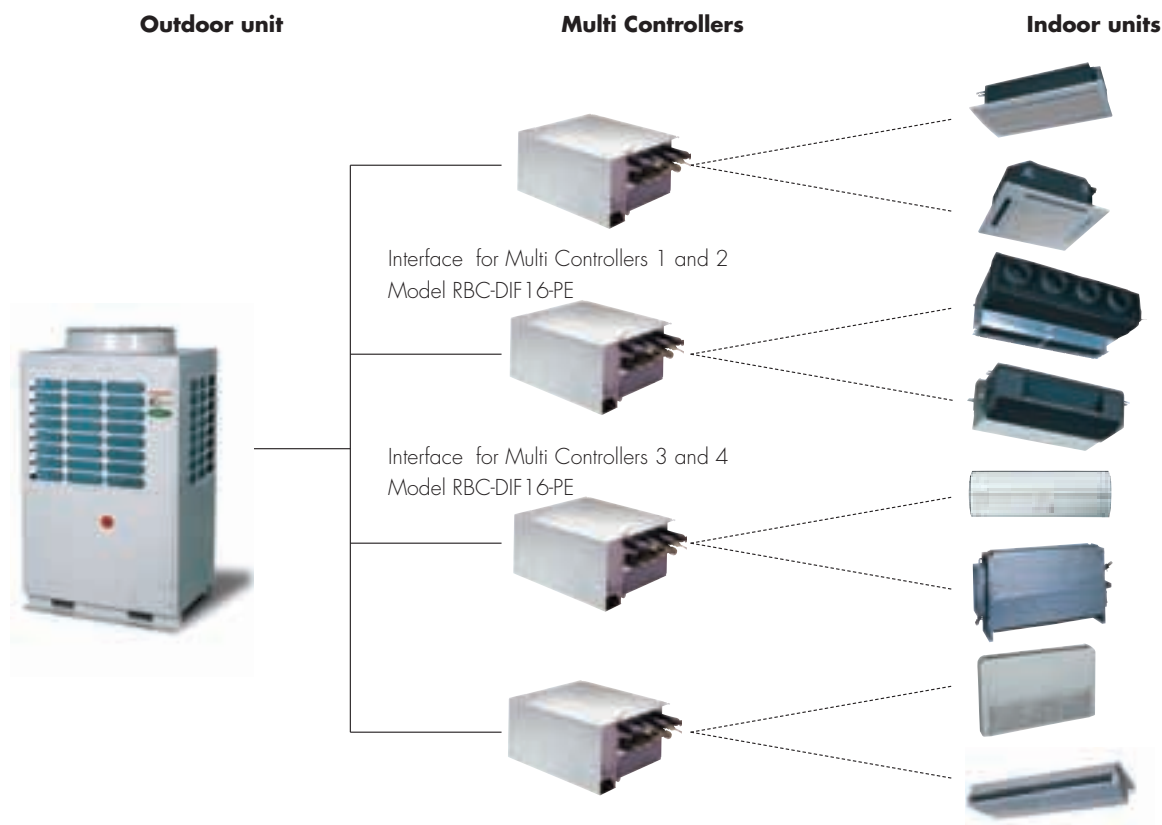 Outdoor unit
Multi Controllers
Indoor units
Interface for Multi Controllers 1 and 2
Model RBC-DIF16-PE
Interface for Multi Controllers 3 and 4
Model RBC-DIF16-PE